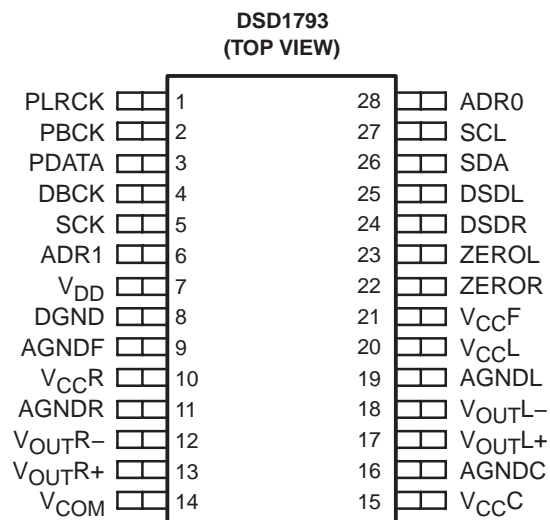 DSD1793
(TOP VIEW)
PLRCK 1 28 ADR0
PBCK 2 27 SCL
PDATA 3 26 SDA
DBCK 4 25 DSDL
SCK 5 24 DSDR
ADR1 6 23 ZEROL
VDD 7 22 ZEROR
DGND 8 21 VCCF
AGNDF 9 20 VCCL
VCCR 10 19 AGNDL
AGNDR 11 18 VOUTL−
VOUTR− 12 17 VOUTL+
VOUTR+ 13 16 AGNDC
VCOM 14 15 VCCC